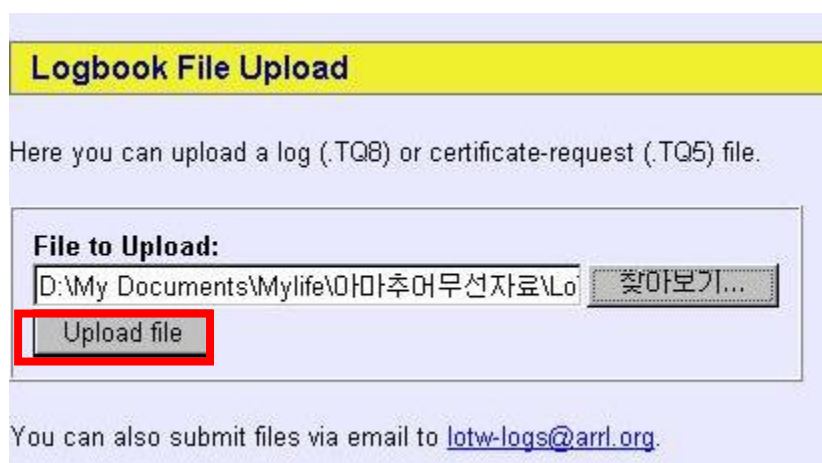 Logbook File Upload
Here you can upload a log (.TQ8) or certificate-request (.TQ5) file.
File to Upload:
D:\My Documents\Mylife\아마추어무선자료\Lo
찾아보기...
Upload file
You can also submit files via email to lotw-logs@arrl.org.